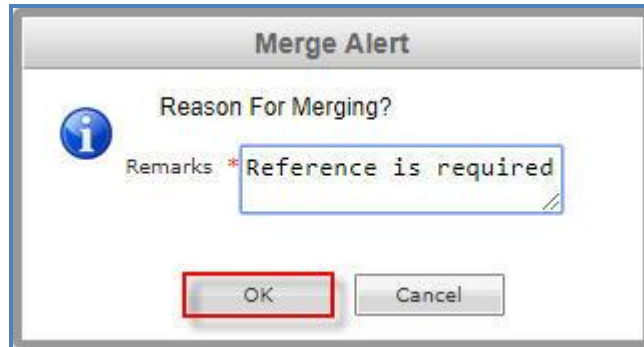 Merge Alert
Reason For Merging?
Remarks * Reference is required
OK Cancel